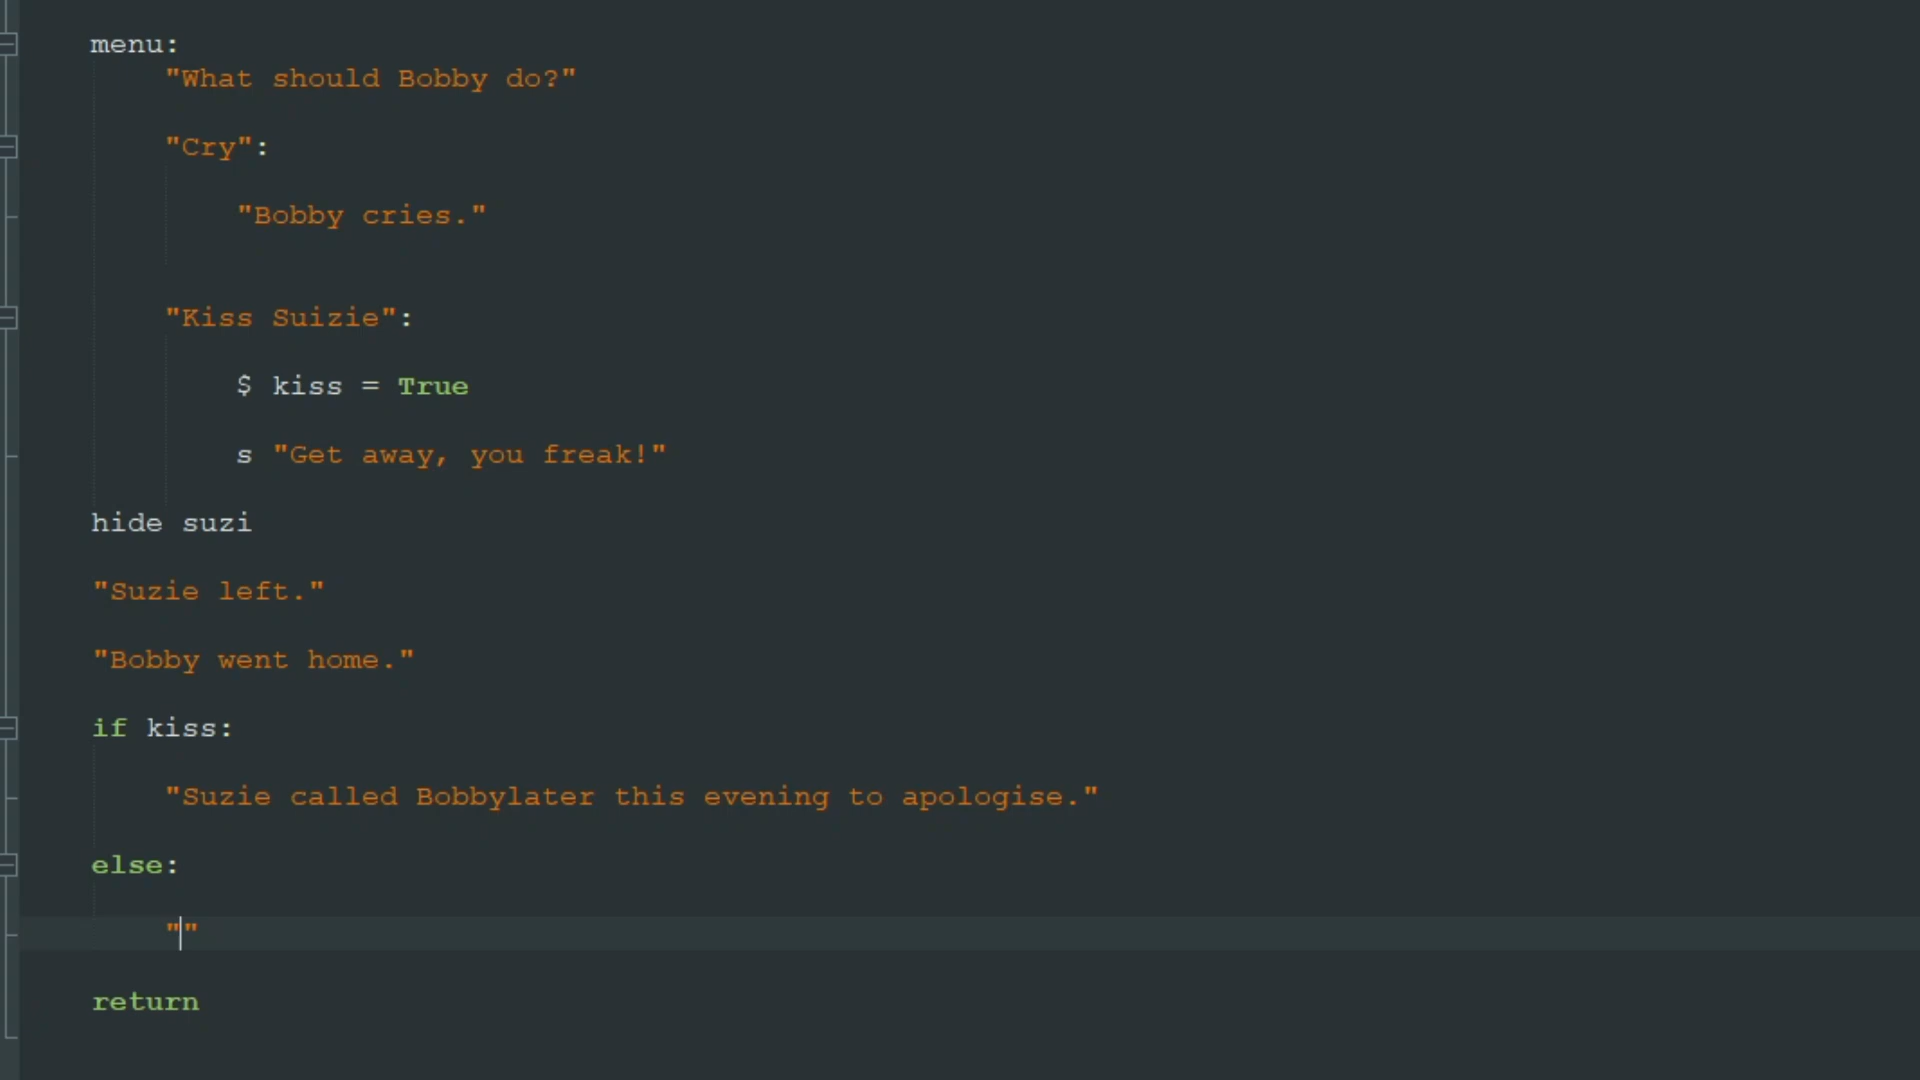 menu:
"What should Bobby do?"
"Cry":
"Bobby cries."
"Kiss Suizie":
$ kiss = True
s "Get away, you freak!"
hide suzi
"Suzie left."
"Bobby went home."
if kiss:
"Suzie called Bobbylater this evening to apologise."
else:
""
return